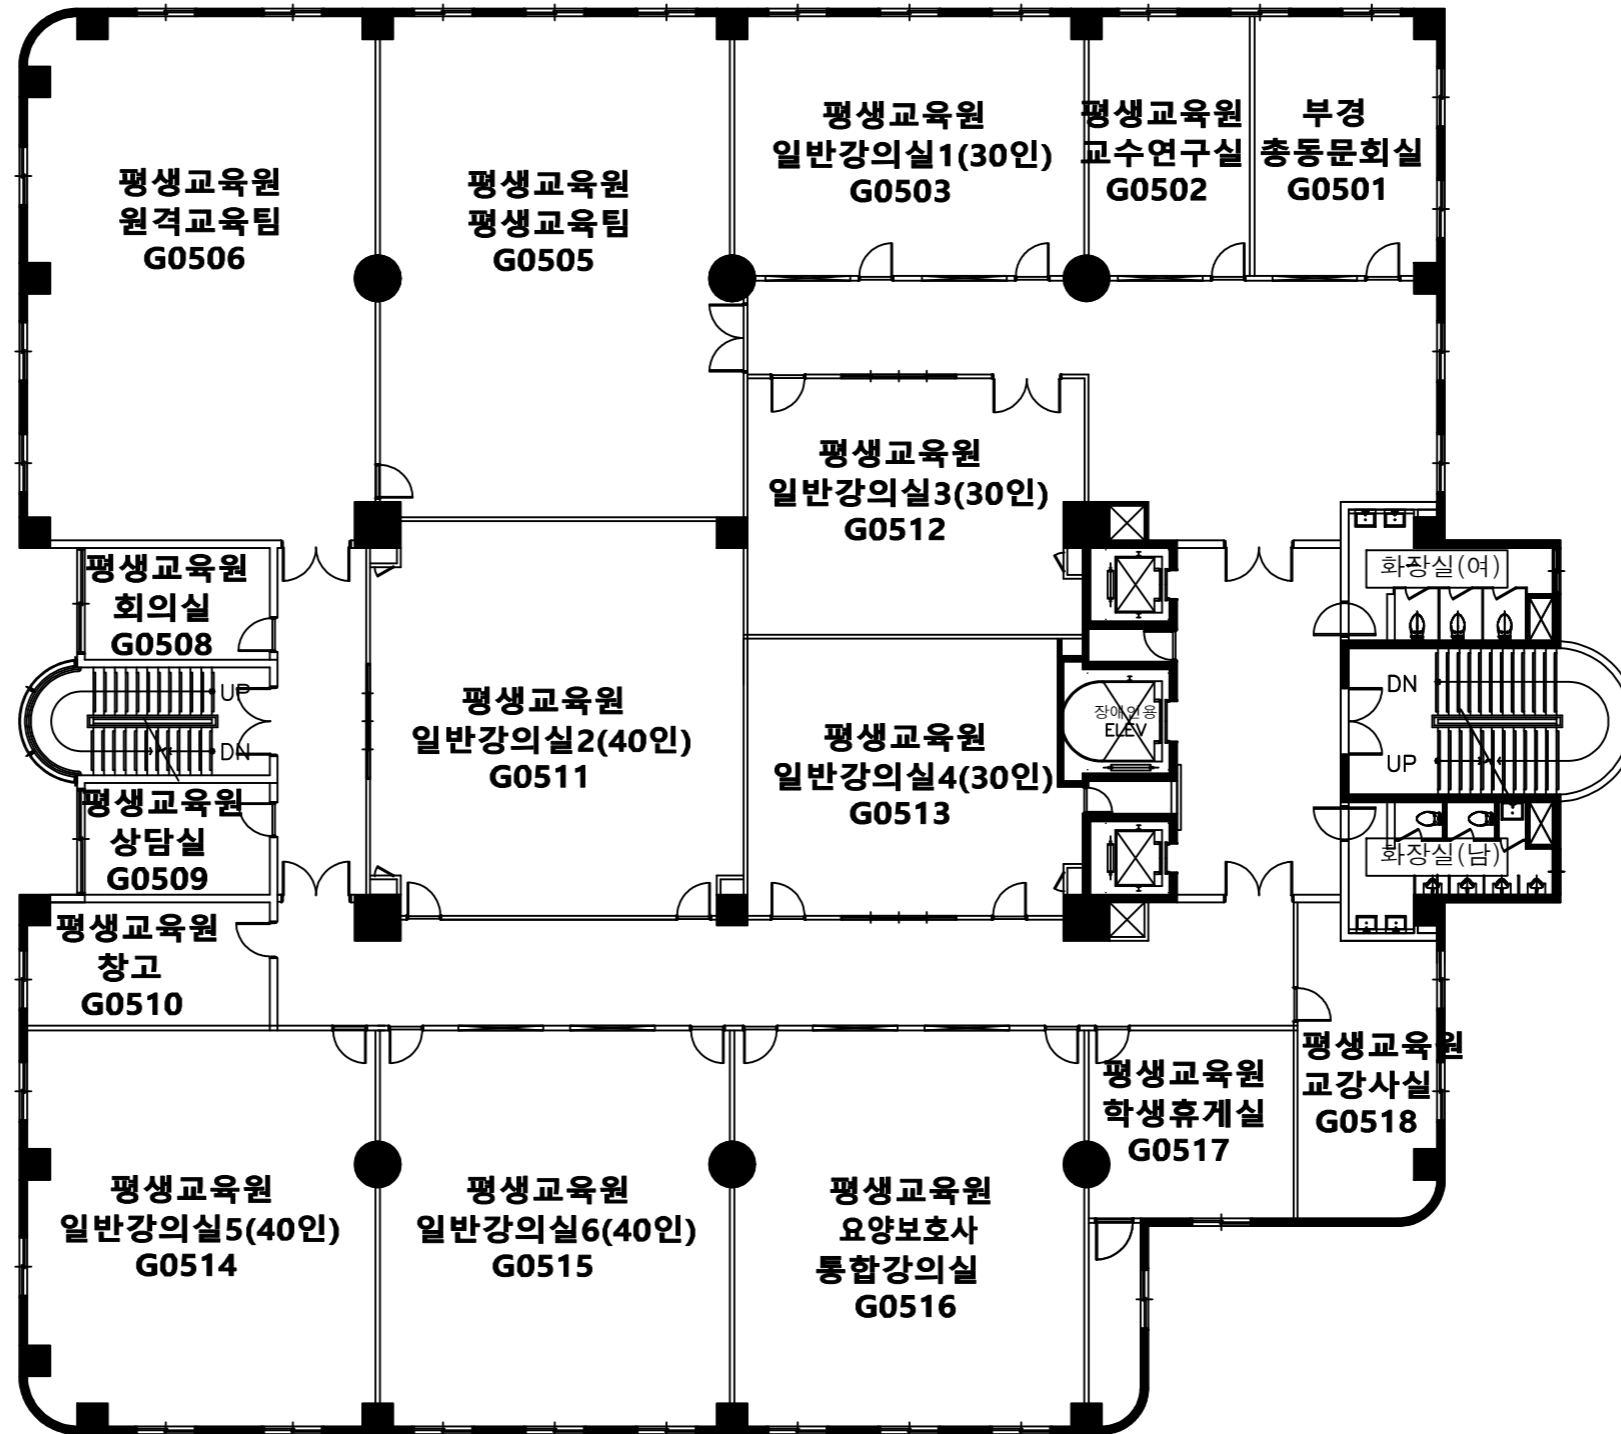 평생교육원
원격교육팀
G0506
평생교육원
평생교육팀
G0505
평생교육원
일반강의실1(30인)
G0503
평생교육원
교수연구실
G0502
부경
총동문회실
G0501
평생교육원
일반강의실3(30인)
G0512
화장실(여)
평생교육원
회의실
G0508
UP
DN
평생교육원
일반강의실2(40인)
G0511
평생교육원
일반강의실4(30인)
G0513
장애인용
ELEV
DN
UP
평생교육원
상담실
G0509
화장실(남)
평생교육원
창고
G0510
평생교육원
일반강의실5(40인)
G0514
평생교육원
일반강의실6(40인)
G0515
평생교육원
요양보호사
통합강의실
G0516
평생교육원
학생휴게실
G0517
평생교육원
교강사실
G0518